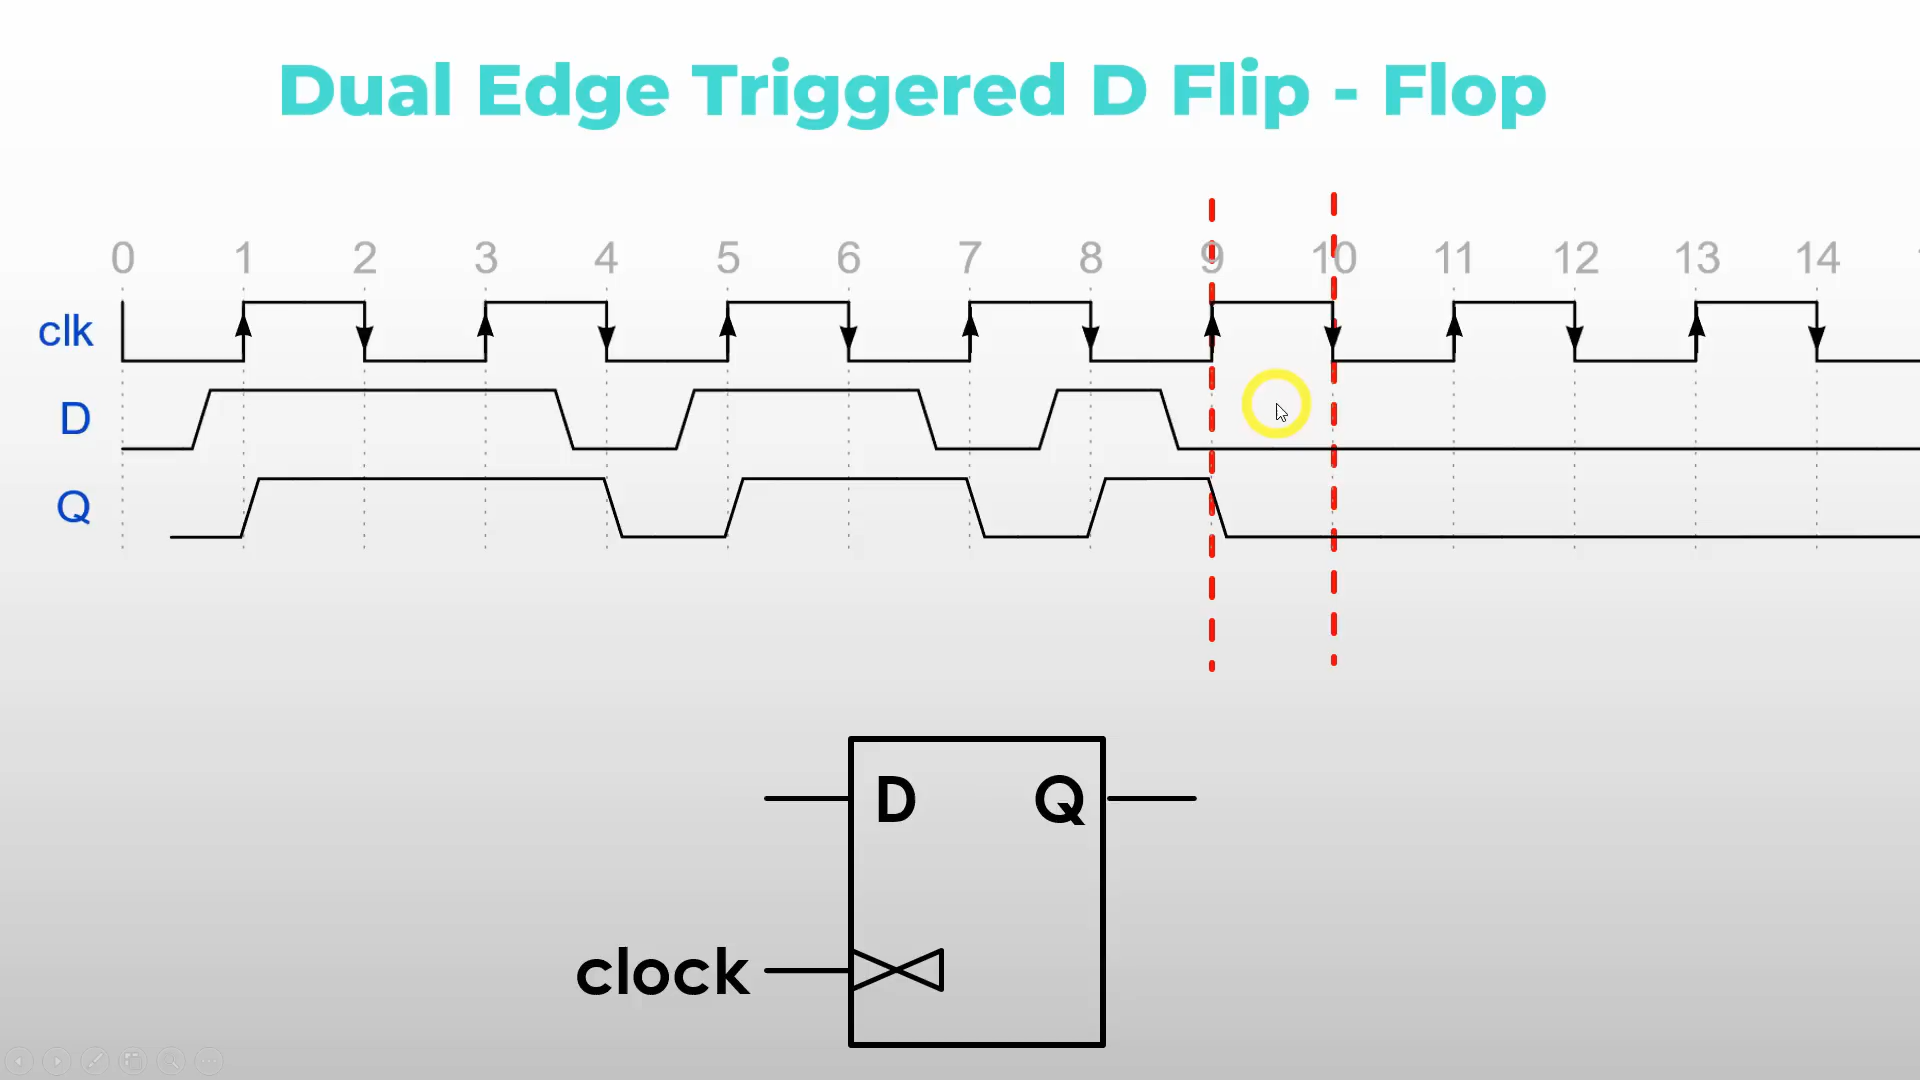 Dual Edge Triggered D Flip - Flop
0 1 2 3 4 5 6 7 8 9 10 11 12 13 14
clk
D
Q
D Q
clock